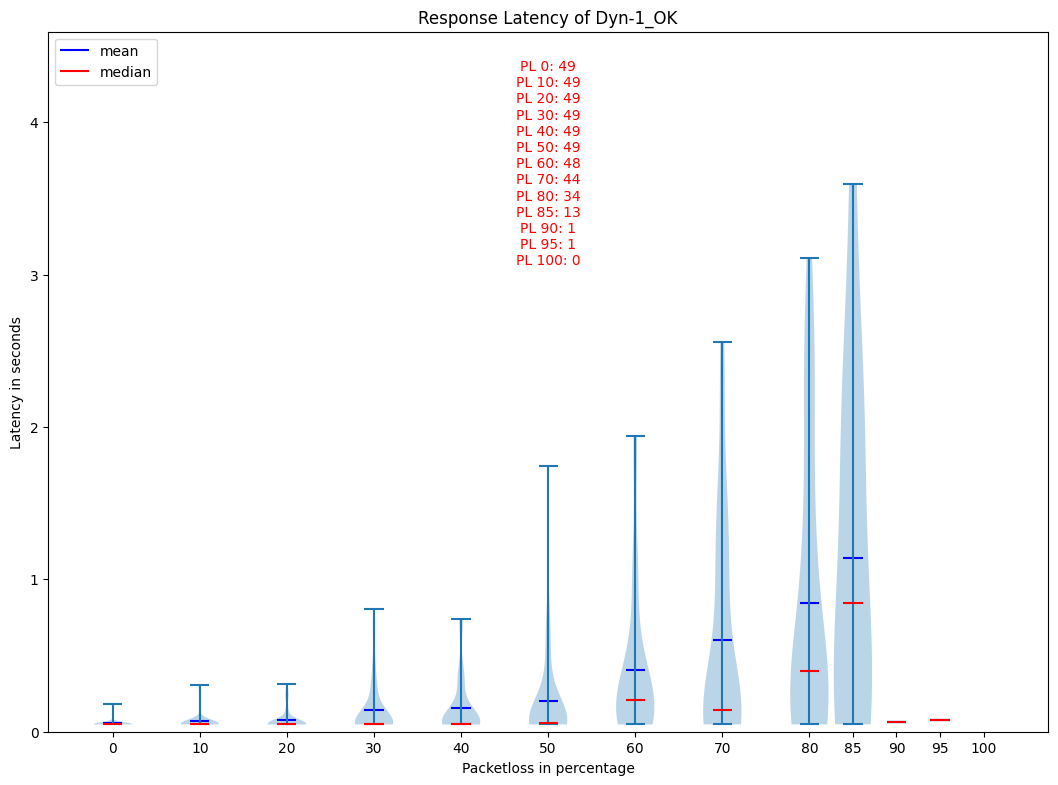 Response Latency of Dyn-1_OK
mean
median
PL 0: 49
PL 10: 49
PL 20: 49
PL 30: 49
PL 40: 49
PL 50: 49
PL 60: 48
PL 70: 44
PL 80: 34
PL 85: 13
PL 90: 1
PL 95: 1
PL 100: 0
Latency in seconds
4
3
2
1
0
0 10 20 30 40 50 60 70 80 85 90 95 100
Packetloss in percentage